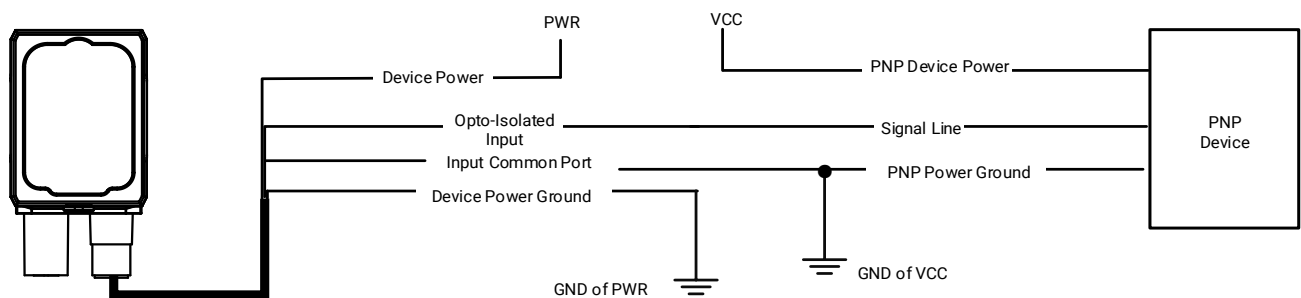 PWR
VCC
Device Power
PNP Device Power
Opto-Isolated
Input
Signal Line
PNP
Device
Input Common Port
PNP Power Ground
Device Power Ground
GND of VCC
GND of PWR